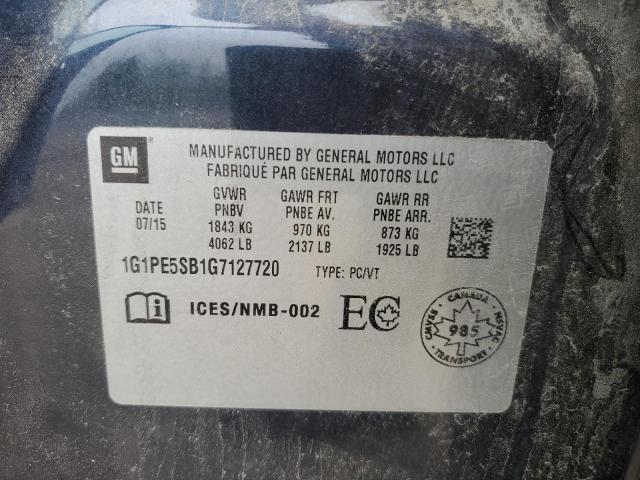 GM
MANUFACTURED BY GENERAL MOTORS LLC
FABRIQUÉ PAR GENERAL MOTORS LLC
GVWR GAWR FRT GAWR RR
DATE PNBV PNBE AV. PNBE ARR.
07/15 1843 KG 970 KG 873 KG
4062 LB 2137 LB 1925 LB
1G1PE5SB1G7127720 TYPE: PC/VT
i ICES/NMB-002 EC
CANADA
CMVSS 985 NSVAC
TRANSPORT